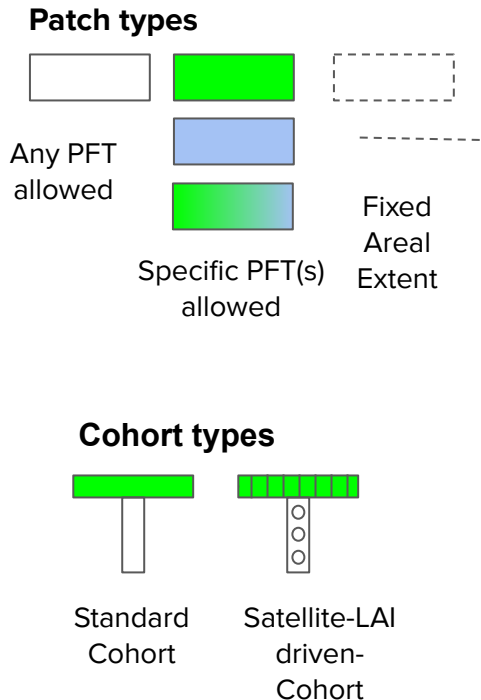 Patch types
Any PFT
allowed
Specific PFT(s)
allowed
Fixed
Areal
Extent
Cohort types
Standard
Cohort
Satellite-LAI
driven-
Cohort